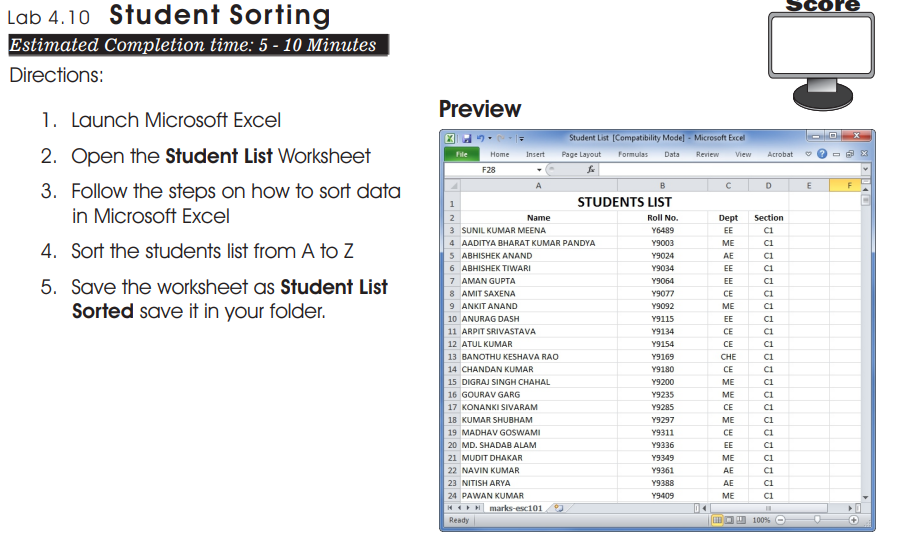 Lab 4.10 Student Sorting
Score
Estimated Completion time: 5 - 10 Minutes
Directions:
1. Launch Microsoft Excel
2. Open the Student List Worksheet
3. Follow the steps on how to sort data
in Microsoft Excel
4. Sort the students list from A to Z
5. Save the worksheet as Student List
Sorted save it in your folder.
Preview
Student List [Compatibility Mode] - Microsoft Excel
File Home Insert Page Layout Formulas Data Review View Acrobat
F28 fx
A B C D E F
1 STUDENTS LIST
2 Name Roll No. Dept Section
3 SUNIL KUMAR MEENA Y6489 EE C1
4 AADITYA BHARAT KUMAR PANDYA Y9003 ME C1
5 ABHISHEK ANAND Y9024 AE C1
6 ABHISHEK TIWARI Y9034 EE C1
7 AMAN GUPTA Y9064 EE C1
8 AMIT SAXENA Y9077 CE C1
9 ANKIT ANAND Y9092 ME C1
10 ANURAG DASH Y9115 EE C1
11 ARPIT SRIVASTAVA Y9134 CE C1
12 ATUL KUMAR Y9154 CE C1
13 BANOTHU KESHAVA RAO Y9169 CHE C1
14 CHANDAN KUMAR Y9180 CE C1
15 DIGRAJ SINGH CHAHAL Y9200 ME C1
16 GOURAV GARG Y9235 ME C1
17 KONANKI SIVARAM Y9285 CE C1
18 KUMAR SHUBHAM Y9297 ME C1
19 MADHAV GOSWAMI Y9311 CE C1
20 MD. SHADAB ALAM Y9336 EE C1
21 MUDIT DHAKAR Y9349 ME C1
22 NAVIN KUMAR Y9361 AE C1
23 NITISH ARYA Y9388 AE C1
24 PAWAN KUMAR Y9409 ME C1
marks-esc101
Ready 100%